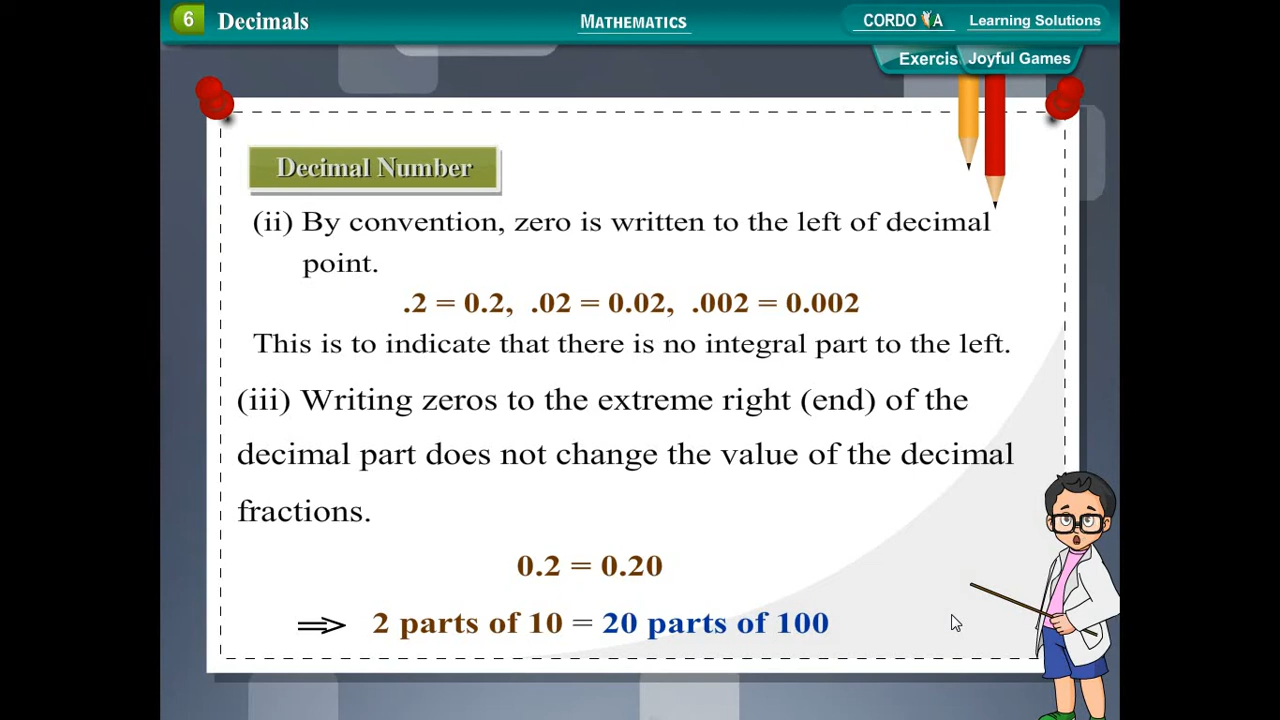 6 Decimals MATHEMATICS CORDOVA Learning Solutions
Exercis Joyful Games
Decimal Number
(ii) By convention, zero is written to the left of decimal
point.
.2 = 0.2, .02 = 0.02, .002 = 0.002
This is to indicate that there is no integral part to the left.
(iii) Writing zeros to the extreme right (end) of the
decimal part does not change the value of the decimal
fractions.
0.2 = 0.20
⇒ 2 parts of 10 = 20 parts of 100